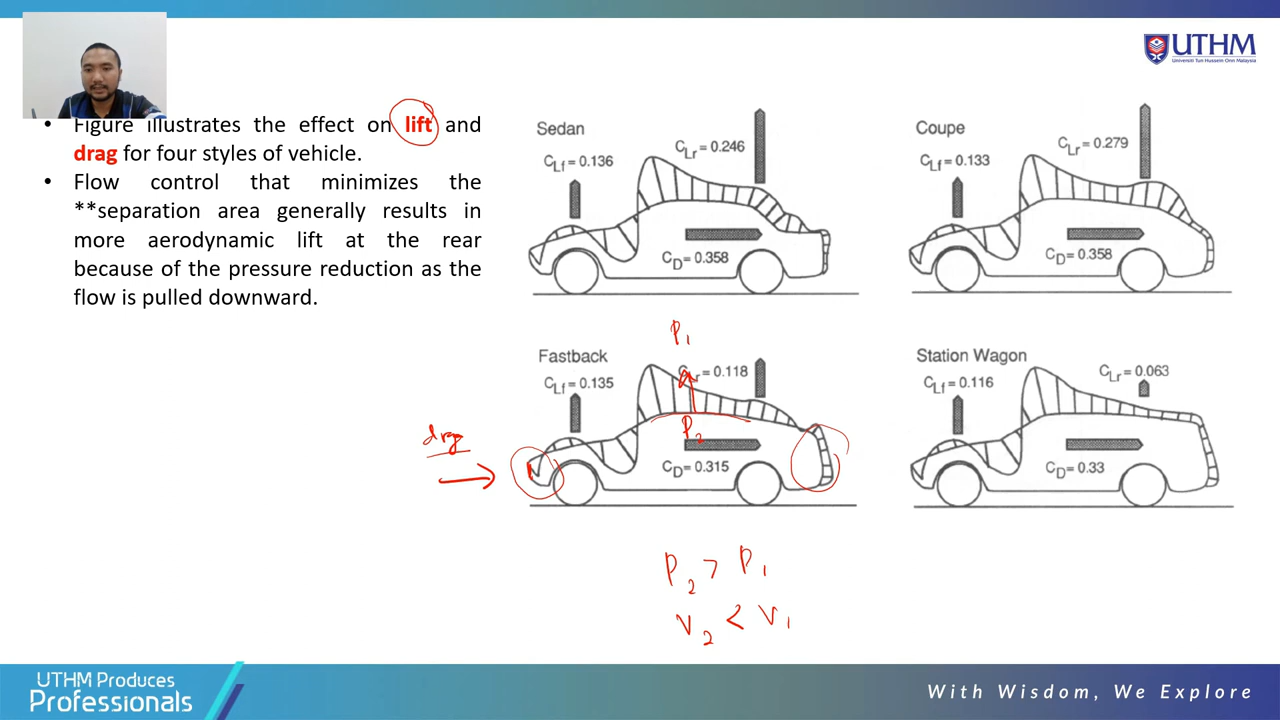 UTHM
Universiti Tun Hussein Onn Malaysia
• Figure illustrates the effect on lift and
drag for four styles of vehicle.
• Flow control that minimizes the
**separation area generally results in
more aerodynamic lift at the rear
because of the pressure reduction as the
flow is pulled downward.
Sedan
CLf = 0.136
CLr = 0.246
CD = 0.358
Coupe
CLf = 0.133
CLr = 0.279
CD = 0.358
Fastback
CLf = 0.135
= 0.118
CD = 0.315
Station Wagon
CLf = 0.116
CLr = 0.063
CD = 0.33
P1
P2
drag
P2 > P1
V2 < V1
UTHM Produces
Professionals
With Wisdom, We Explore